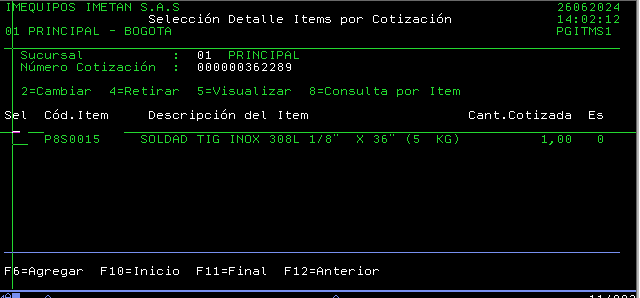 IMEQUIPOS IMETAN S.A.S 26062024
Selección Detalle Items por Cotización 14:02:12
01 PRINCIPAL - BOGOTA PGITMS1
Sucursal : 01 PRINCIPAL
Número Cotización : 000000362289
2=Cambiar 4=Retirar 5=Visualizar 8=Consulta por Item
Sel Cód.Item Descripción del Item Cant.Cotizada Es
P8S0015 SOLDAD TIG INOX 308L 1/8" X 36" (5 KG) 1,00 0
F6=Agregar F10=Inicio F11=Final F12=Anterior